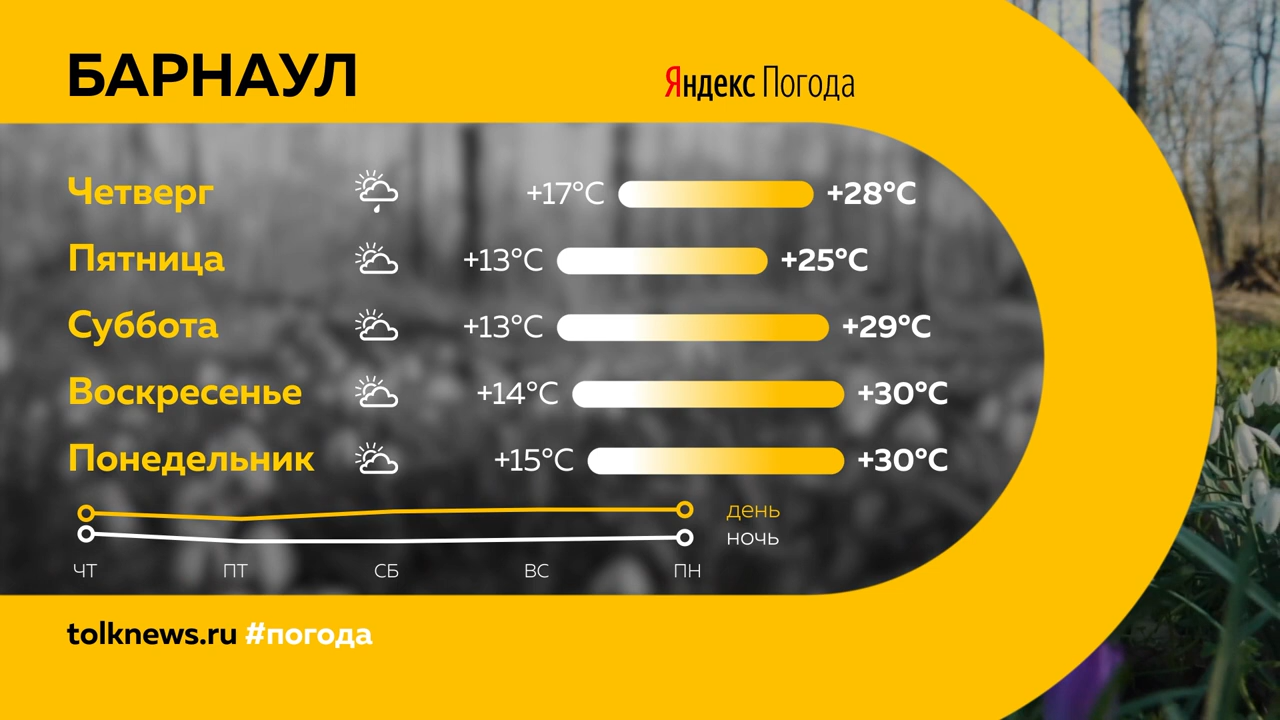 БАРНАУЛ
Яндекс Погода
Четверг +17°C +28°C
Пятница +13°C +25°C
Суббота +13°C +29°C
Воскресенье +14°C +30°C
Понедельник +15°C +30°C
день
ночь
ЧТ ПТ СБ ВС ПН
tolknews.ru #погода